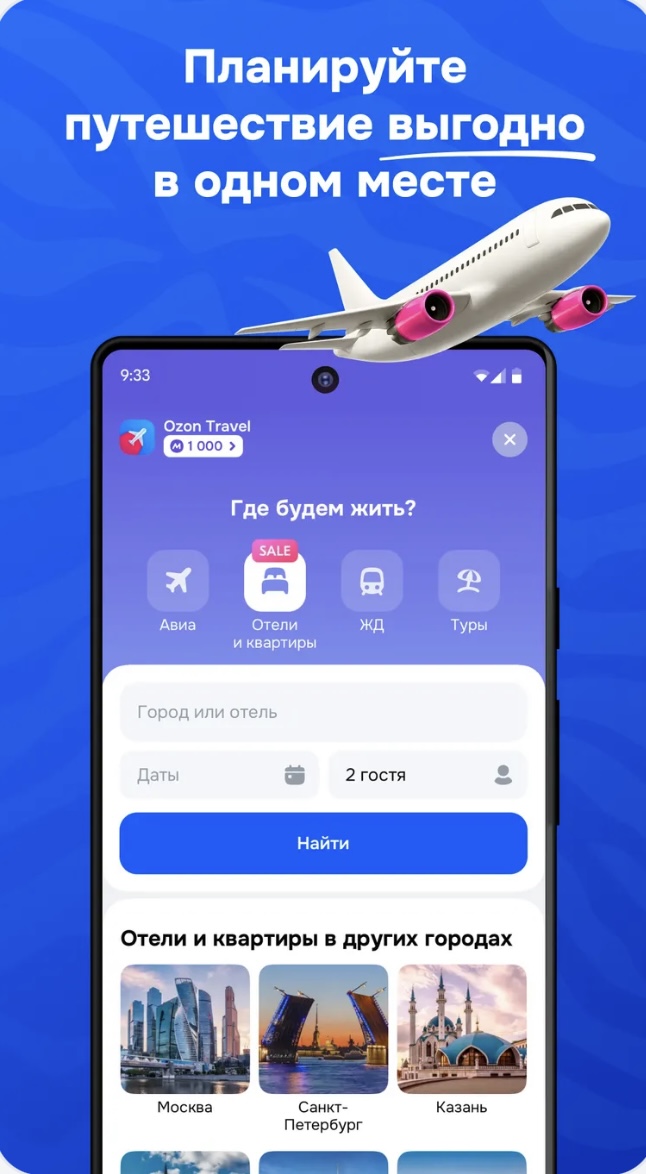 Планируйте
путешествие выгодно
в одном месте
9:33
Ozon Travel
1 000
Где будем жить?
SALE
Авиа
Отели
и квартиры
ЖД
Туры
Город или отель
Даты
2 гостя
Найти
Отели и квартиры в других городах
Москва
Санкт-
Петербург
Казань